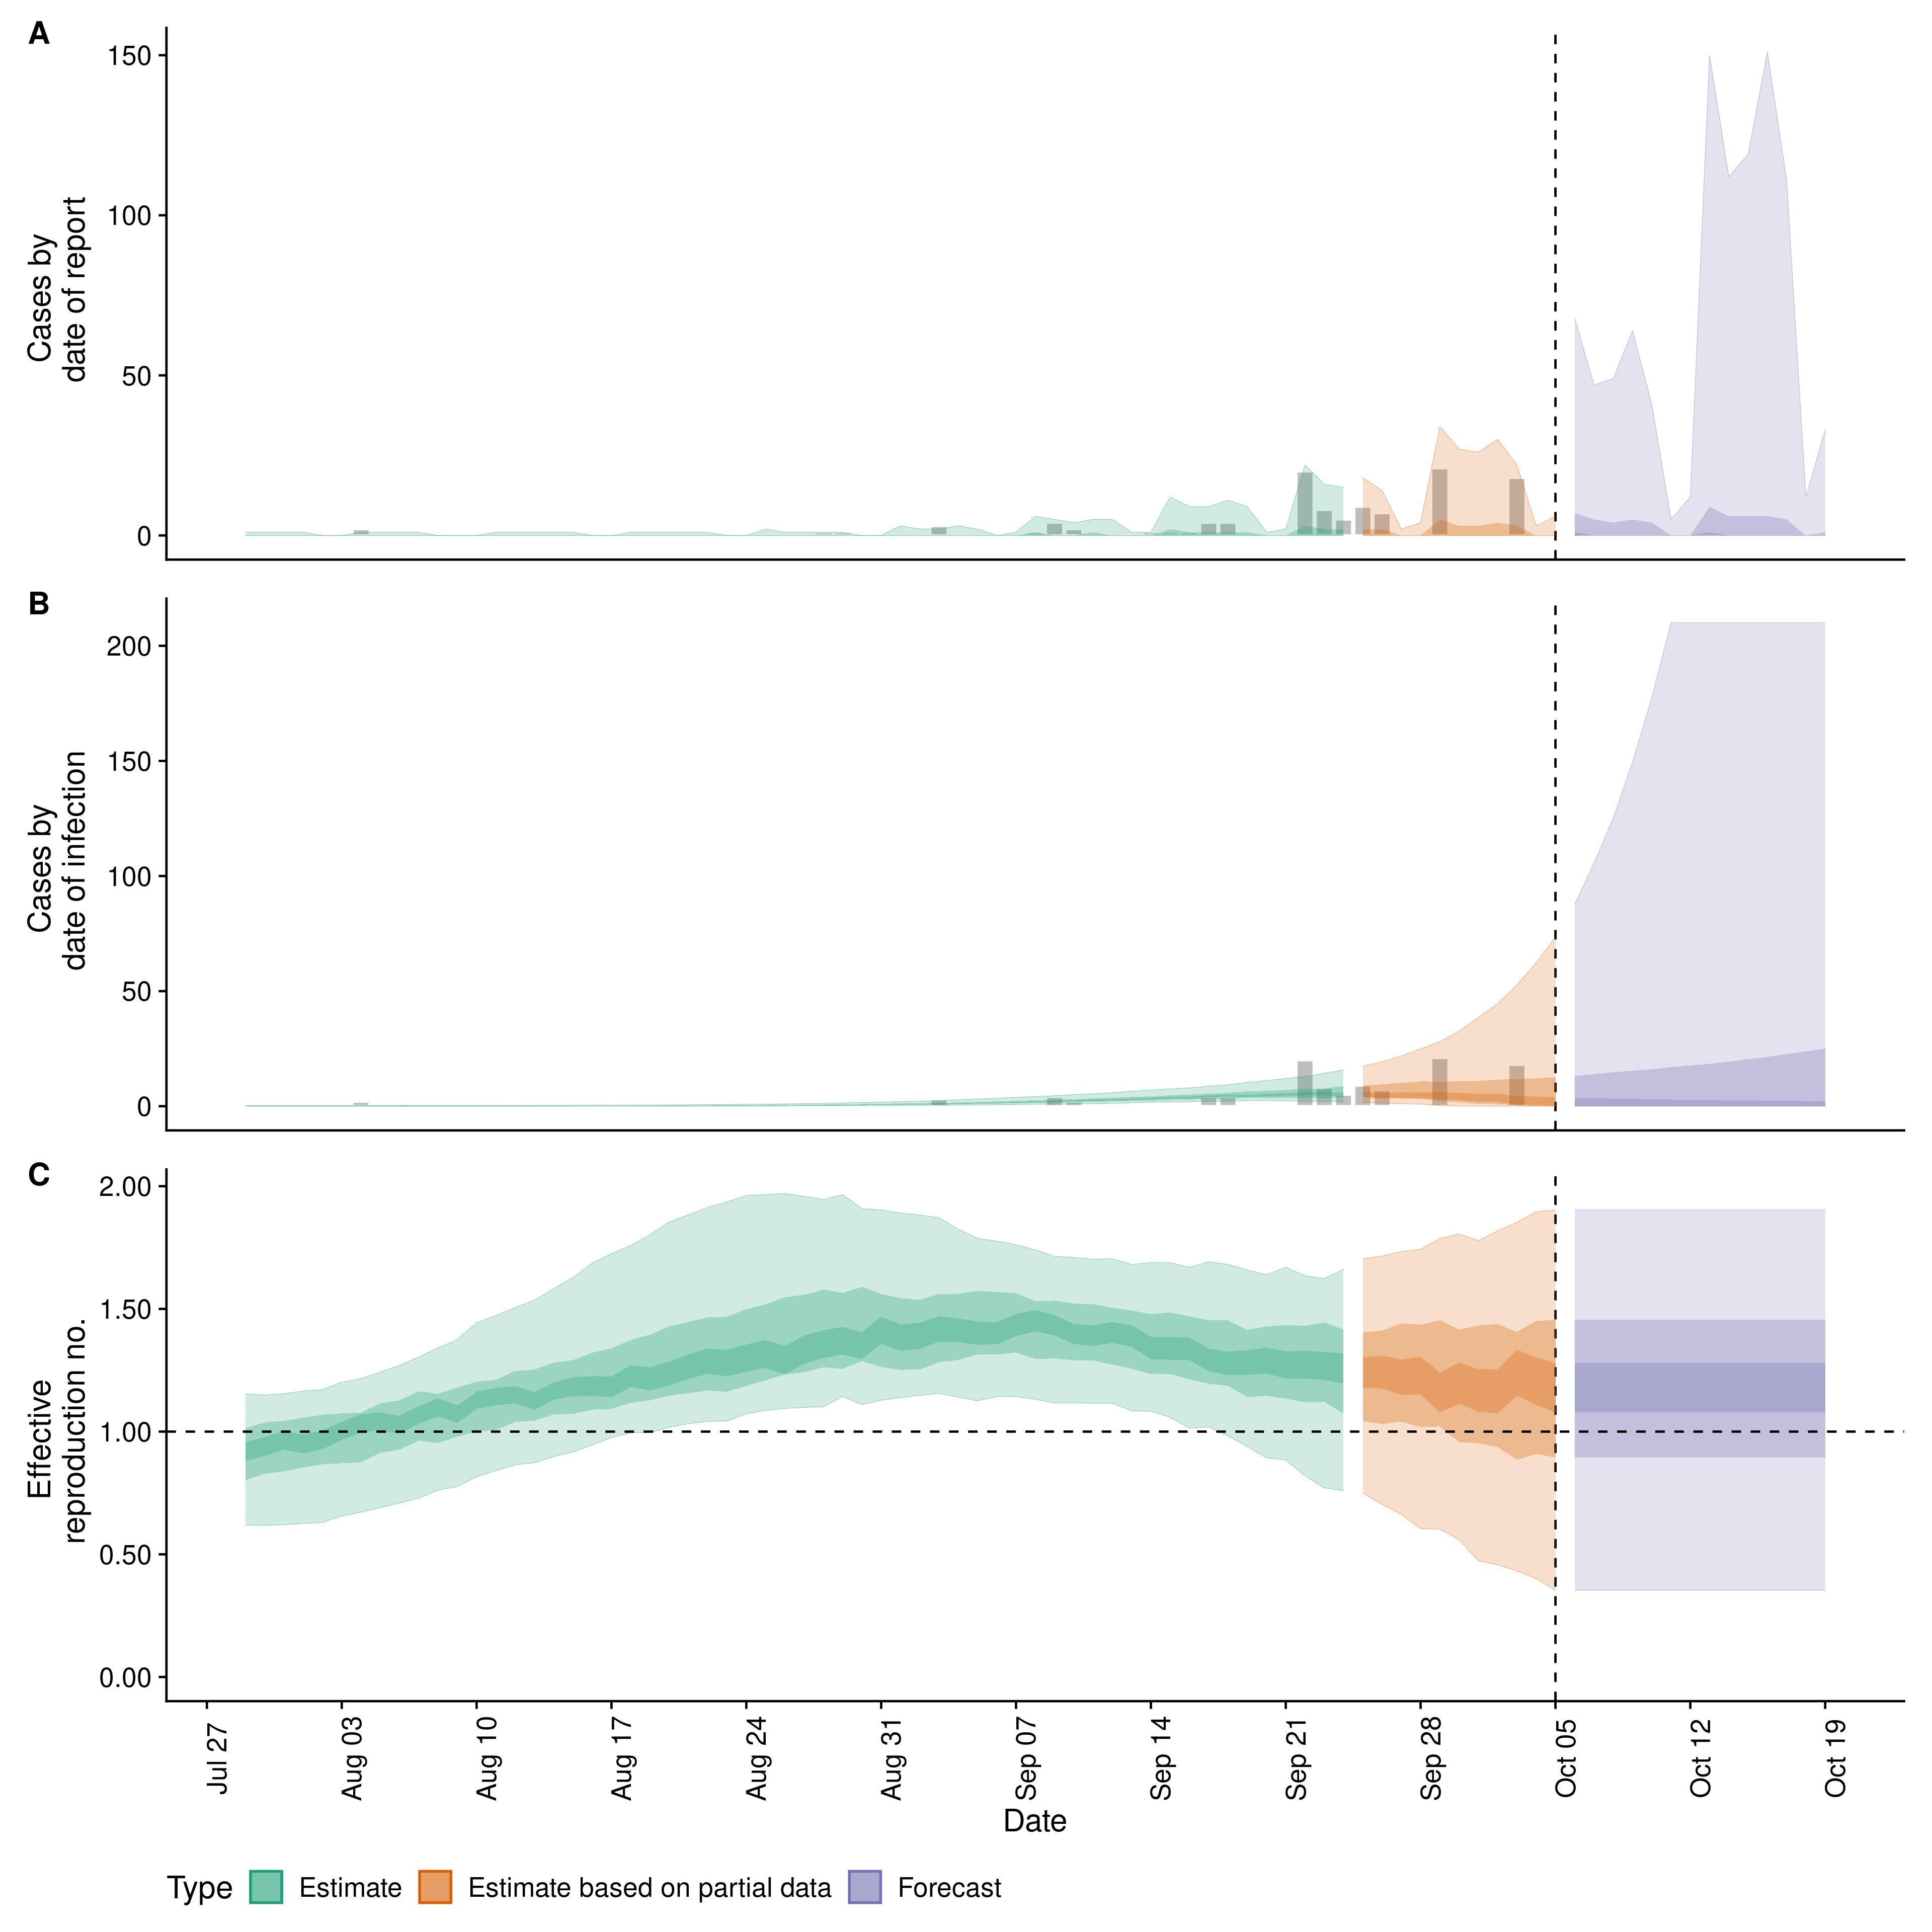 A
150
100
50
0
Cases by
date of report
B
200
150
100
50
0
Cases by
date of infection
C
2.00
1.50
1.00
0.50
0.00
Effective
reproduction no.
Jul 27
Aug 03
Aug 10
Aug 17
Aug 24
Aug 31
Sep 07
Sep 14
Sep 21
Sep 28
Oct 05
Oct 12
Oct 19
Date
Type Estimate Estimate based on partial data Forecast